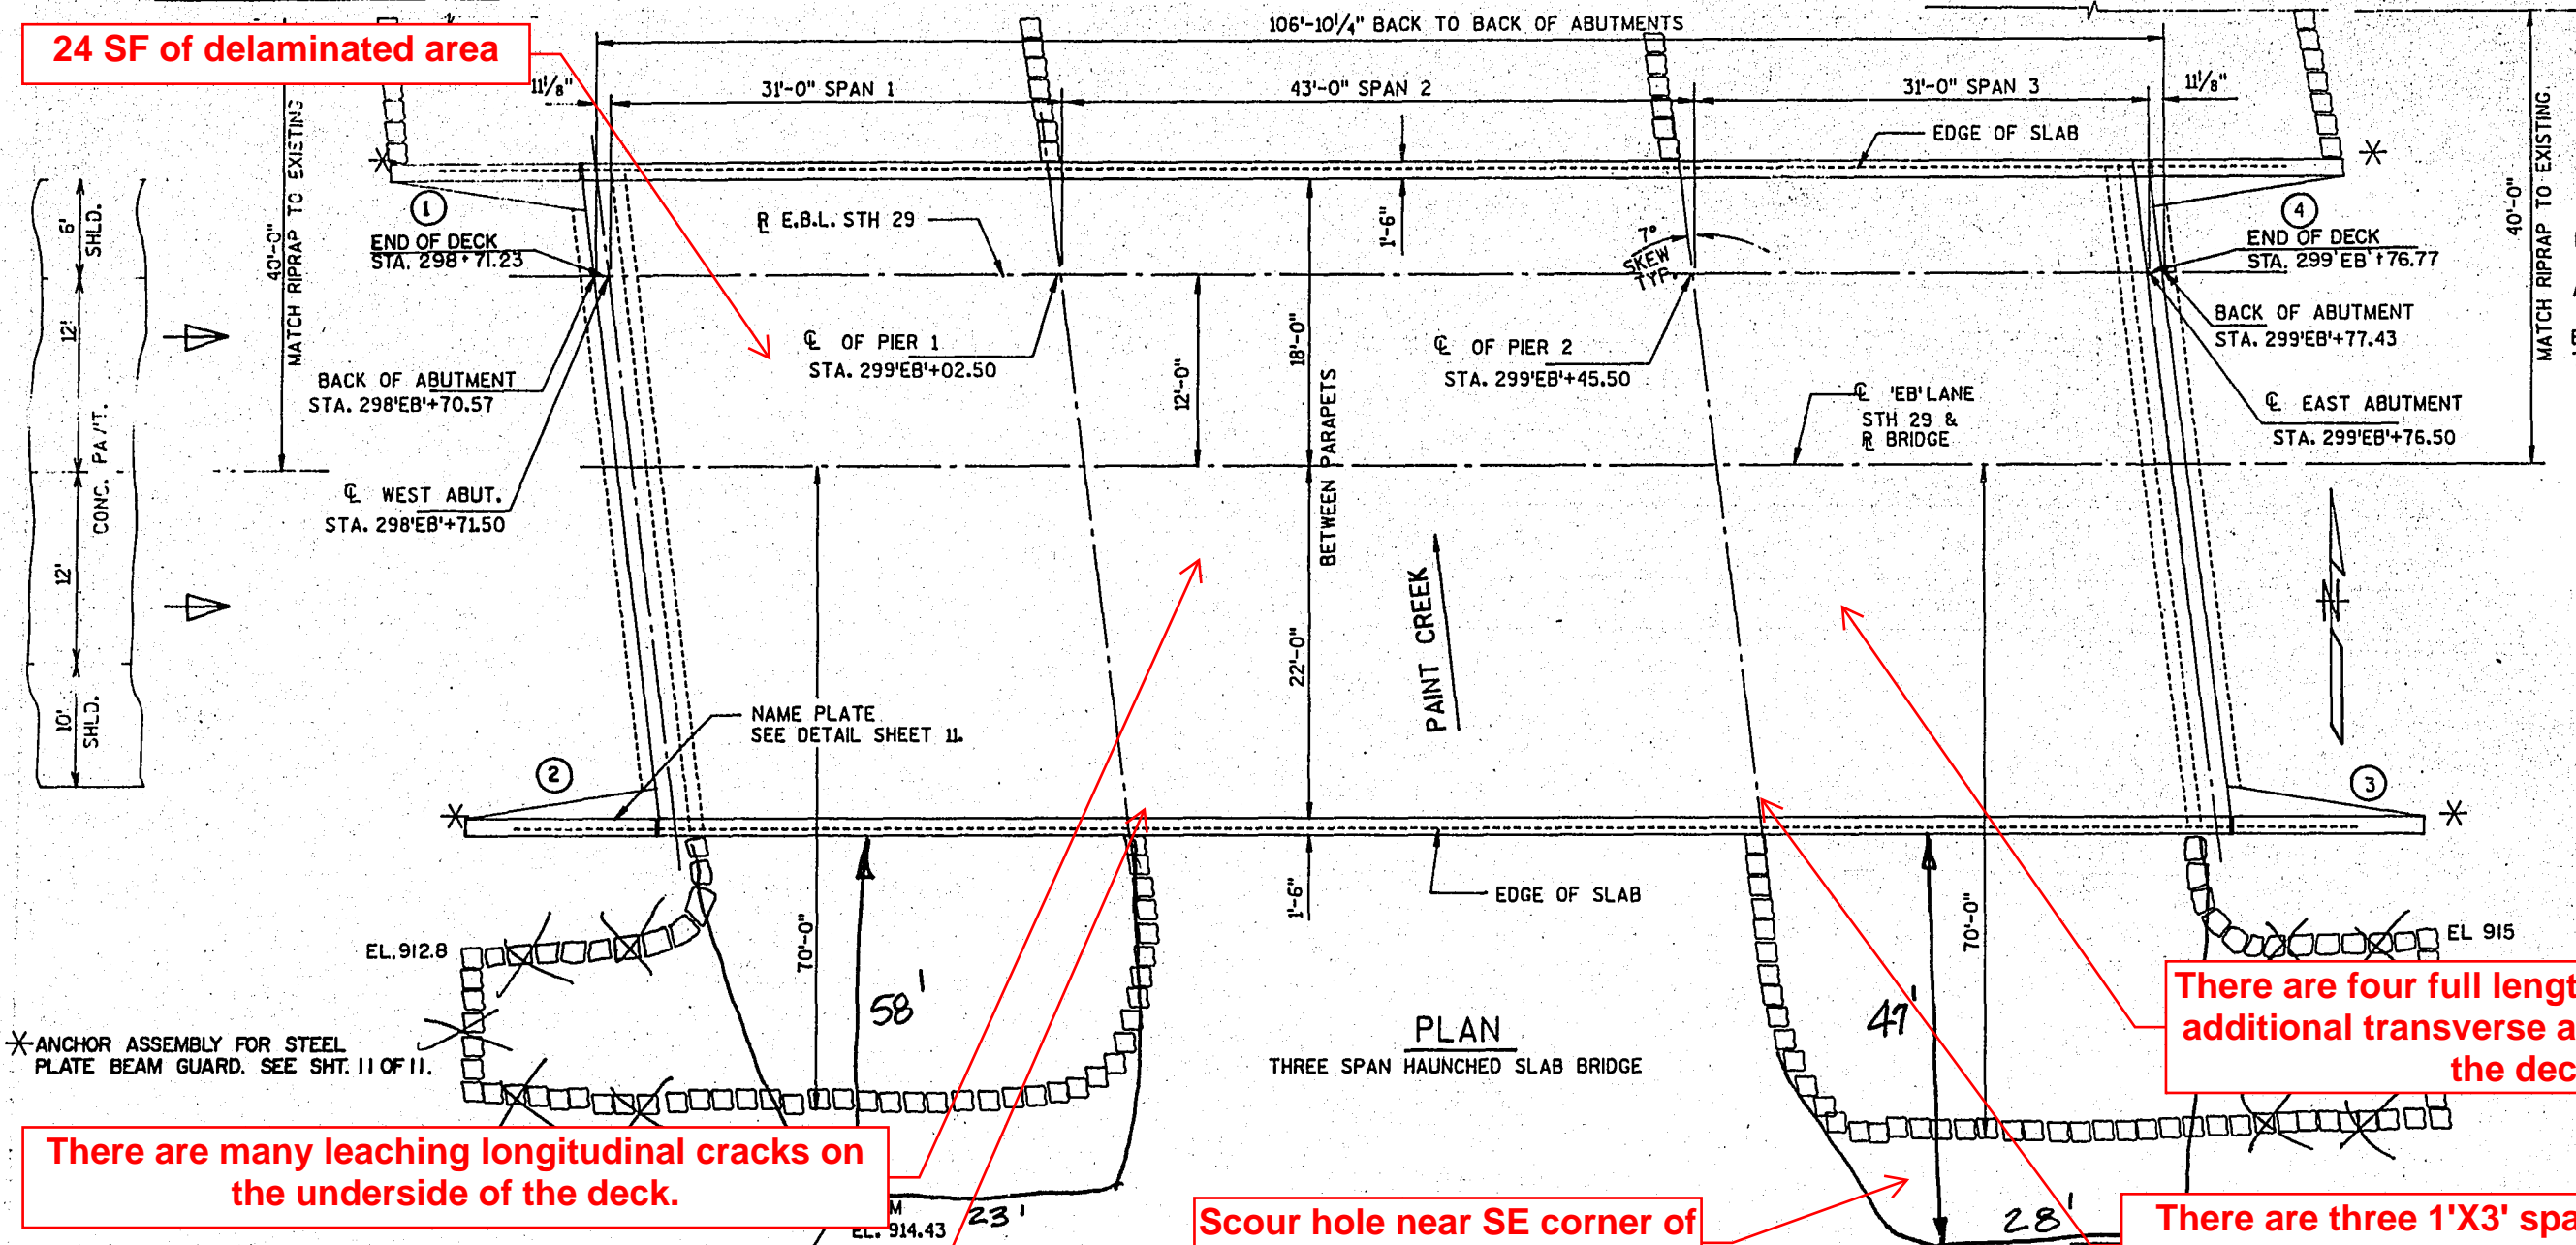 106'-10 1/4" BACK TO BACK OF ABUTMENTS
24 SF of delaminated area
11 1/8"
31'-0" SPAN 1
43'-0" SPAN 2
31'-0" SPAN 3
11 1/8"
EDGE OF SLAB
MATCH RIPRAP TO EXISTING
40'-0"
6'
SHLD.
12'
CONC. PAV'T.
12'
10'
SHLD.
1
END OF DECK
STA. 298+71.23
E.B.L. STH 29
1'-6"
7°
SKEW
TYP.
4
END OF DECK
STA. 299'EB'+76.77
40'-0"
MATCH RIPRAP TO EXISTING.
BACK OF ABUTMENT
STA. 299'EB'+77.43
BACK OF ABUTMENT
STA. 298'EB'+70.57
℄ OF PIER 1
STA. 299'EB'+02.50
12'-0"
18'-0"
BETWEEN PARAPETS
22'-0"
℄ OF PIER 2
STA. 299'EB'+45.50
℄ 'EB' LANE
STH 29 &
BRIDGE
℄ EAST ABUTMENT
STA. 299'EB'+76.50
℄ WEST ABUT.
STA. 298'EB'+71.50
PAINT CREEK
N
NAME PLATE
SEE DETAIL SHEET 11.
2
3
1'-6"
EDGE OF SLAB
70'-0"
70'-0"
EL. 912.8
EL 915
58'
47'
PLAN
THREE SPAN HAUNCHED SLAB BRIDGE
* ANCHOR ASSEMBLY FOR STEEL
PLATE BEAM GUARD. SEE SHT. 11 OF 11.
There are four full lengt
additional transverse a
the dec
There are many leaching longitudinal cracks on
the underside of the deck.
M
EL. 914.43
23'
Scour hole near SE corner of
28'
There are three 1'X3' spa